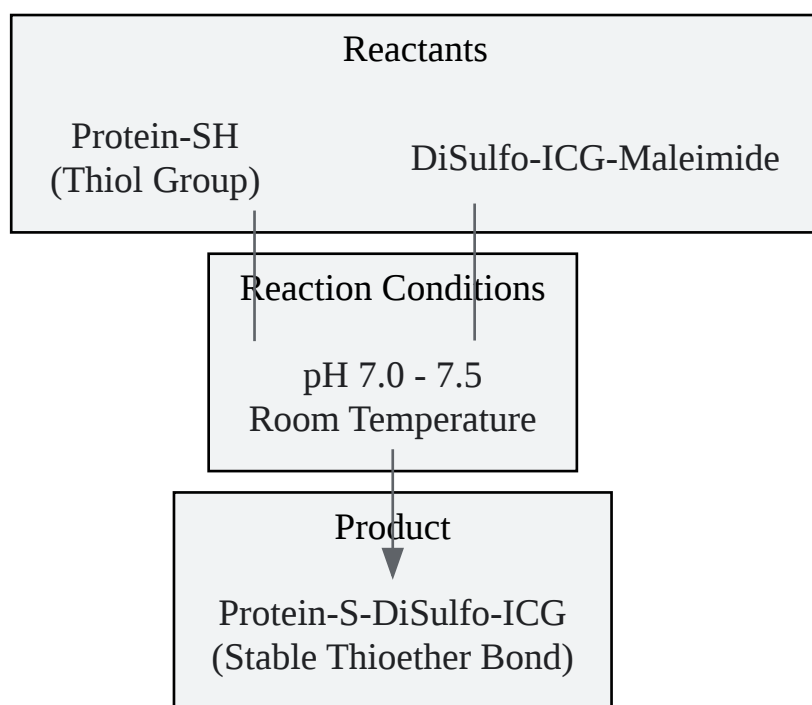 Reactants
Protein-SH
(Thiol Group)
DiSulfo-ICG-Maleimide
Reaction Conditions
pH 7.0 - 7.5
Room Temperature
Product
Protein-S-DiSulfo-ICG
(Stable Thioether Bond)